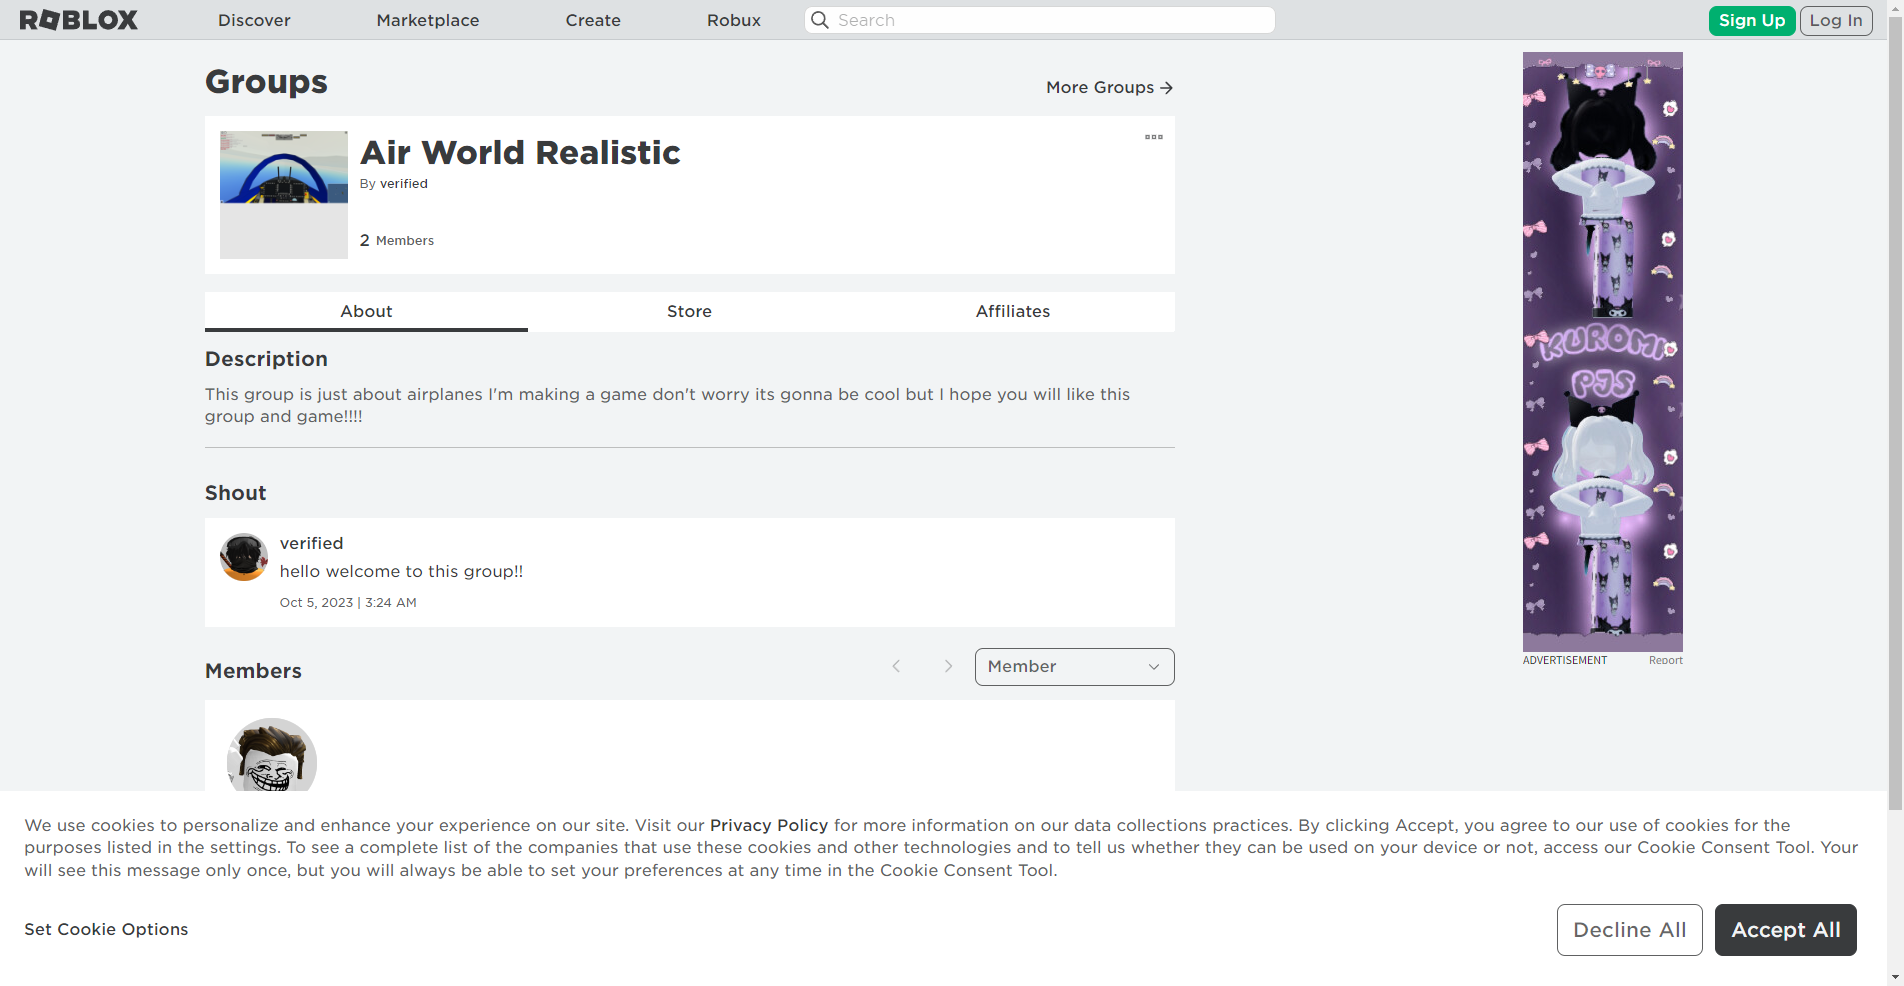 ROBLOX Discover Marketplace Create Robux Search Sign Up Log In
Groups
More Groups
Air World Realistic
By verified
2 Members
About Store Affiliates
Description
This group is just about airplanes I'm making a game don't worry its gonna be cool but I hope you will like this
group and game!!!!
Shout
verified
hello welcome to this group!!
Oct 5, 2023 | 3:24 AM
Members
Member
KUROMI
PJS
ADVERTISEMENT Report
We use cookies to personalize and enhance your experience on our site. Visit our Privacy Policy for more information on our data collections practices. By clicking Accept, you agree to our use of cookies for the
purposes listed in the settings. To see a complete list of the companies that use these cookies and other technologies and to tell us whether they can be used on your device or not, access our Cookie Consent Tool. Your
will see this message only once, but you will always be able to set your preferences at any time in the Cookie Consent Tool.
Set Cookie Options
Decline All Accept All